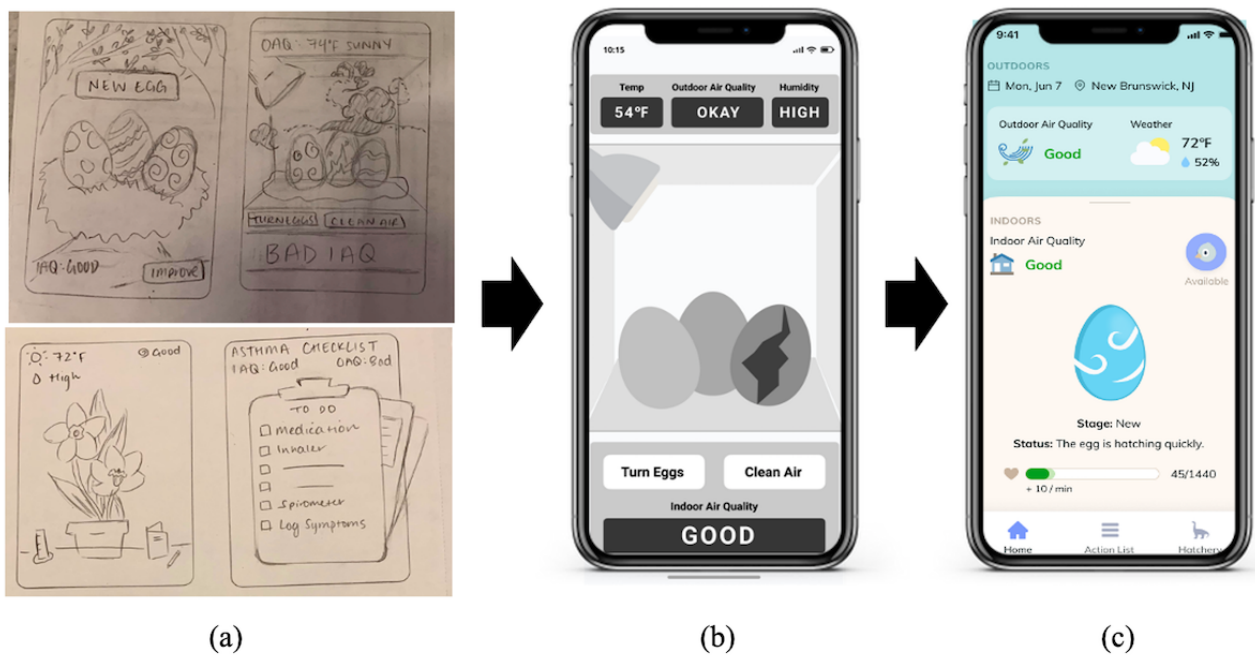 NEW EGG
IAQ: GOOD
IMPROVE
OAQ: 74°F SUNNY
TURN EGGS
CLEAN AIR
BAD IAQ
72°F
High
Good
ASTHMA CHECKLIST
IAQ: Good
OAQ: Bad
TO DO
Medication
Inhaler
Spirometer
Log Symptoms
(a)
10:15
Temp
Outdoor Air Quality
Humidity
54°F
OKAY
HIGH
Turn Eggs
Clean Air
Indoor Air Quality
GOOD
(b)
9:41
OUTDOORS
Mon, Jun 7
New Brunswick, NJ
Outdoor Air Quality
Weather
Good
72°F
52%
INDOORS
Indoor Air Quality
Good
Available
Stage: New
Status: The egg is hatching quickly.
45/1440
+ 10 / min
Home
Action List
Hatchery
(c)